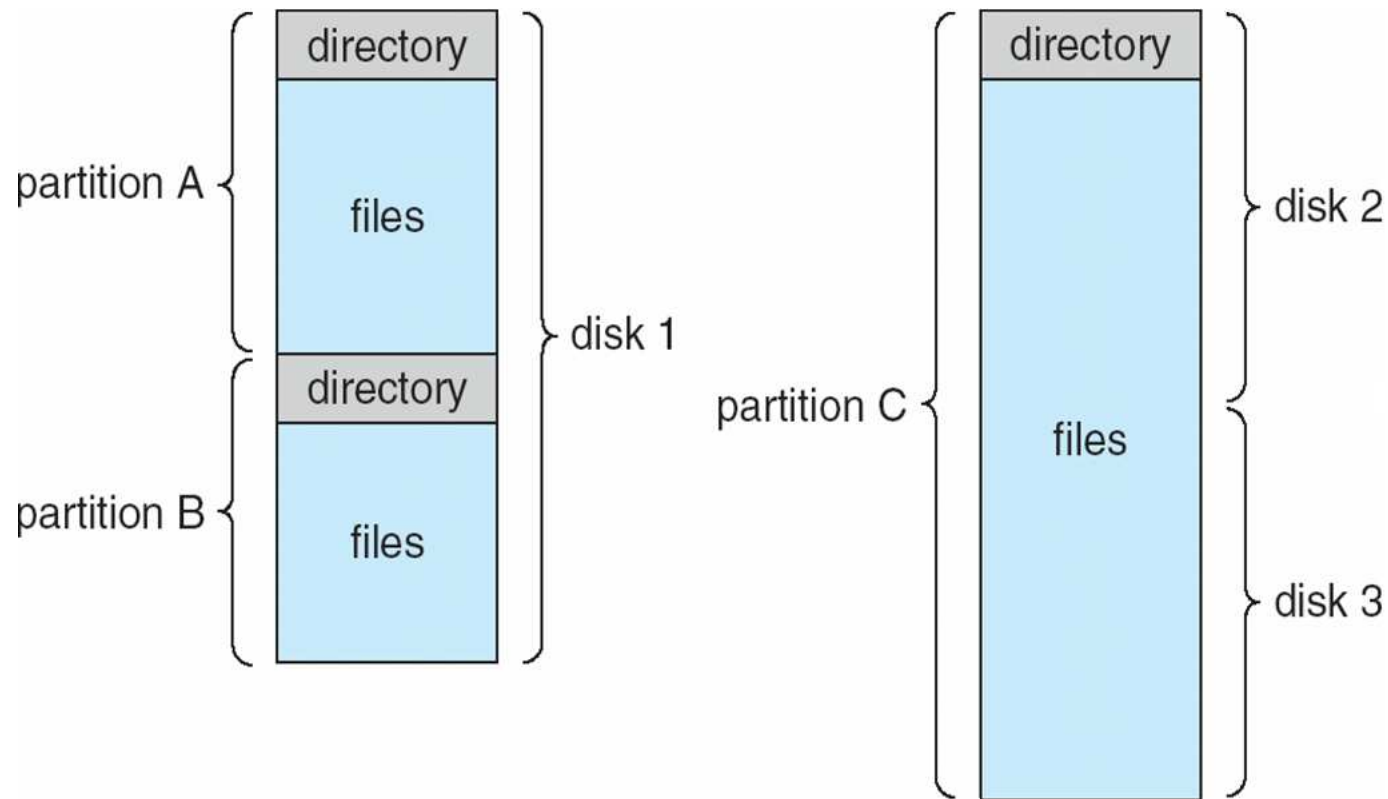 directory
partition A
files
disk 1
directory
partition B
files
directory
disk 2
partition C
files
disk 3